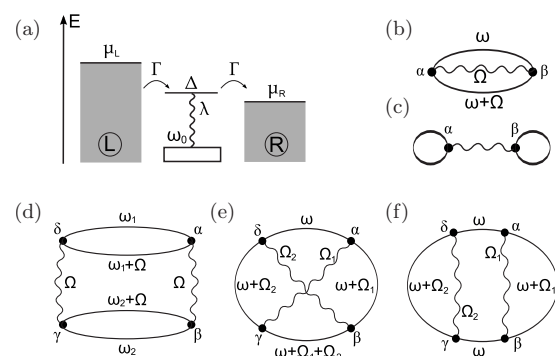 (a)
E
μL
Γ
Δ
Γ
μR
λ
ω0
L
R
(b)
ω
α
Ω
β
ω+Ω
(c)
α
β
(d)
ω1
δ
α
ω1+Ω
Ω
Ω
ω2+Ω
γ
β
ω2
(e)
ω
δ
α
Ω2
Ω1
ω+Ω2
ω+Ω1
γ
β
ω+Ω1+Ω2
(f)
ω
δ
α
Ω1
ω+Ω2
ω+Ω1
Ω2
γ
β
ω